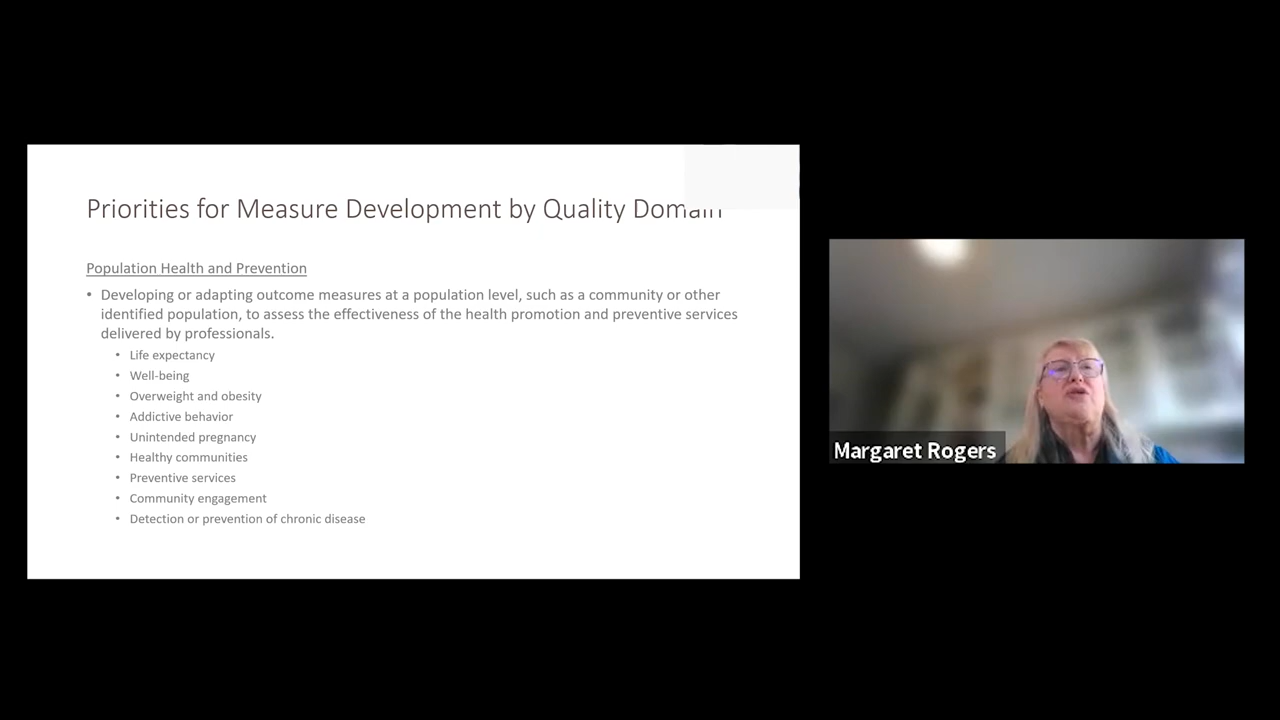 Priorities for Measure Development by Quality Domain
Population Health and Prevention
• Developing or adapting outcome measures at a population level, such as a community or other
identified population, to assess the effectiveness of the health promotion and preventive services
delivered by professionals.
• Life expectancy
• Well-being
• Overweight and obesity
• Addictive behavior
• Unintended pregnancy
• Healthy communities
• Preventive services
• Community engagement
• Detection or prevention of chronic disease
Margaret Rogers